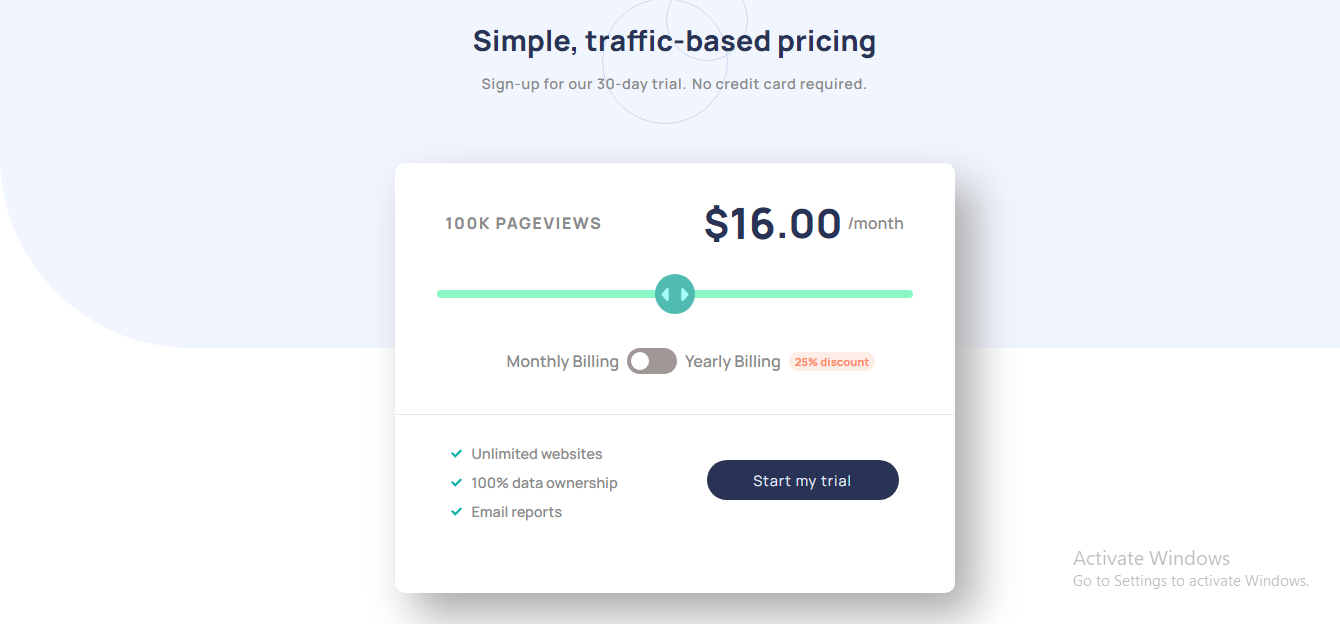 Simple, traffic-based pricing
Sign-up for our 30-day trial. No credit card required.
100K PAGEVIEWS
$16.00 /month
Monthly Billing
Yearly Billing
25% discount
Unlimited websites
100% data ownership
Email reports
Start my trial
Activate Windows
Go to Settings to activate Windows.